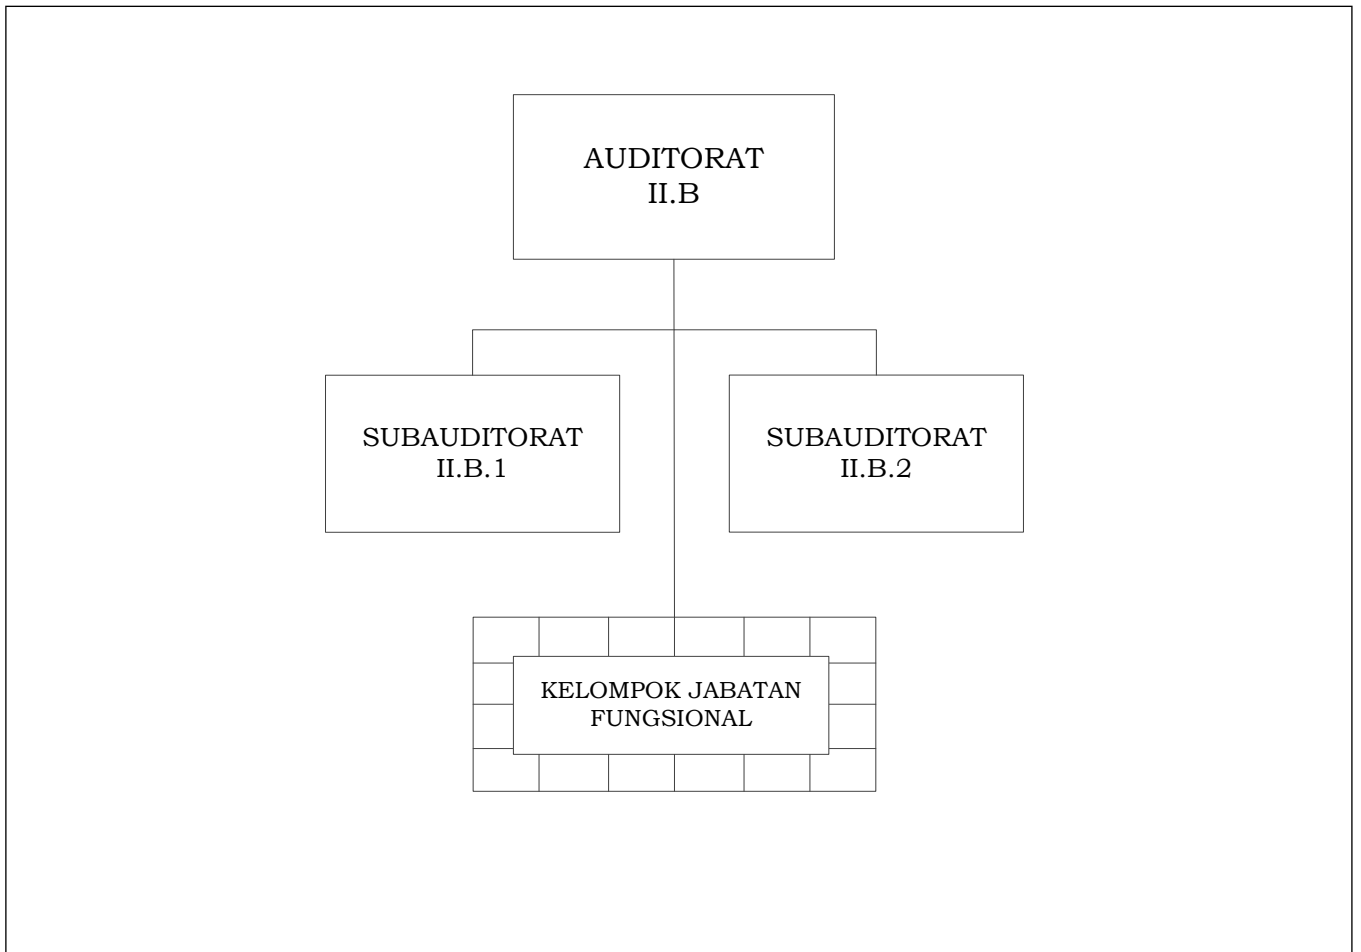 AUDITORAT
II.B
SUBAUDITORAT
II.B.1
SUBAUDITORAT
II.B.2
KELOMPOK JABATAN
FUNGSIONAL